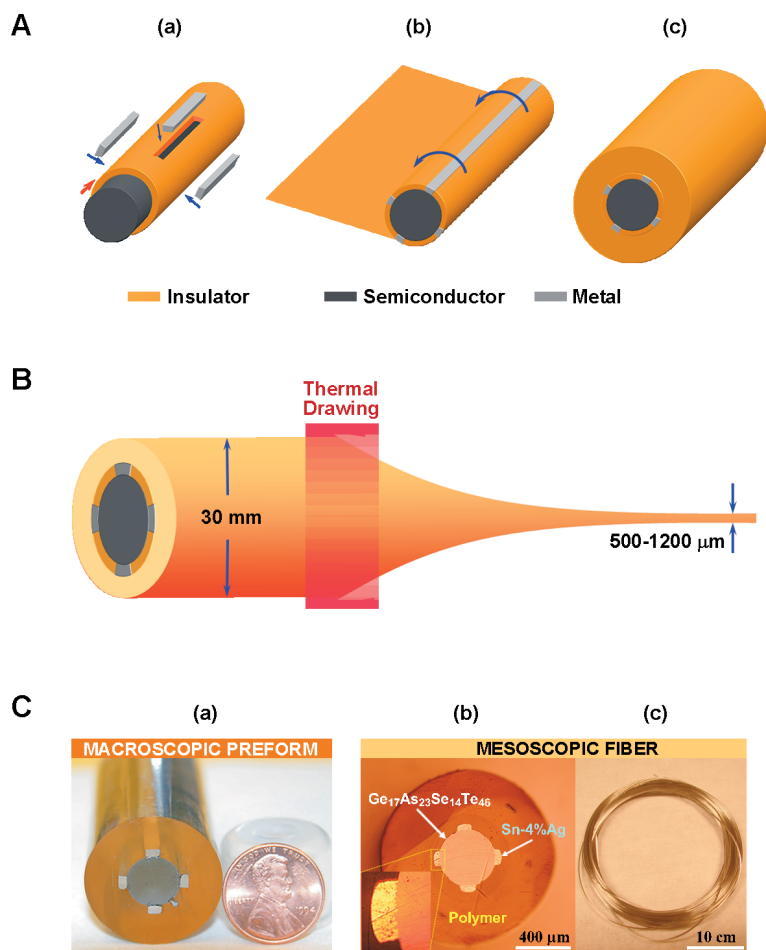 A
(a)
(b)
(c)
Insulator
Semiconductor
Metal
B
Thermal
Drawing
30 mm
500-1200 μm
C
(a)
(b)
(c)
MACROSCOPIC PREFORM
MESOSCOPIC FIBER
Ge17As23Se14Te46
Sn-4%Ag
Polymer
400 μm
10 cm
1994